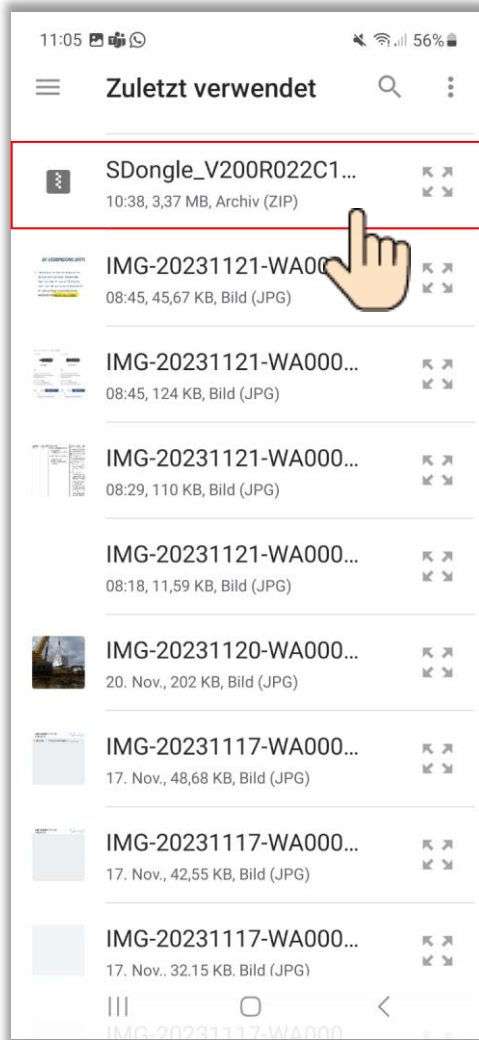 11:05 56%
Zuletzt verwendet
SDongle_V200R022C1...
10:38, 3,37 MB, Archiv (ZIP)
IMG-20231121-WA00
08:45, 45,67 KB, Bild (JPG)
IMG-20231121-WA000...
08:45, 124 KB, Bild (JPG)
IMG-20231121-WA000...
08:29, 110 KB, Bild (JPG)
IMG-20231121-WA000...
08:18, 11,59 KB, Bild (JPG)
IMG-20231120-WA000...
20. Nov., 202 KB, Bild (JPG)
IMG-20231117-WA000...
17. Nov., 48,68 KB, Bild (JPG)
IMG-20231117-WA000...
17. Nov., 42,55 KB, Bild (JPG)
IMG-20231117-WA000...
17. Nov., 32,15 KB, Bild (JPG)
IMG-20231117-WA000